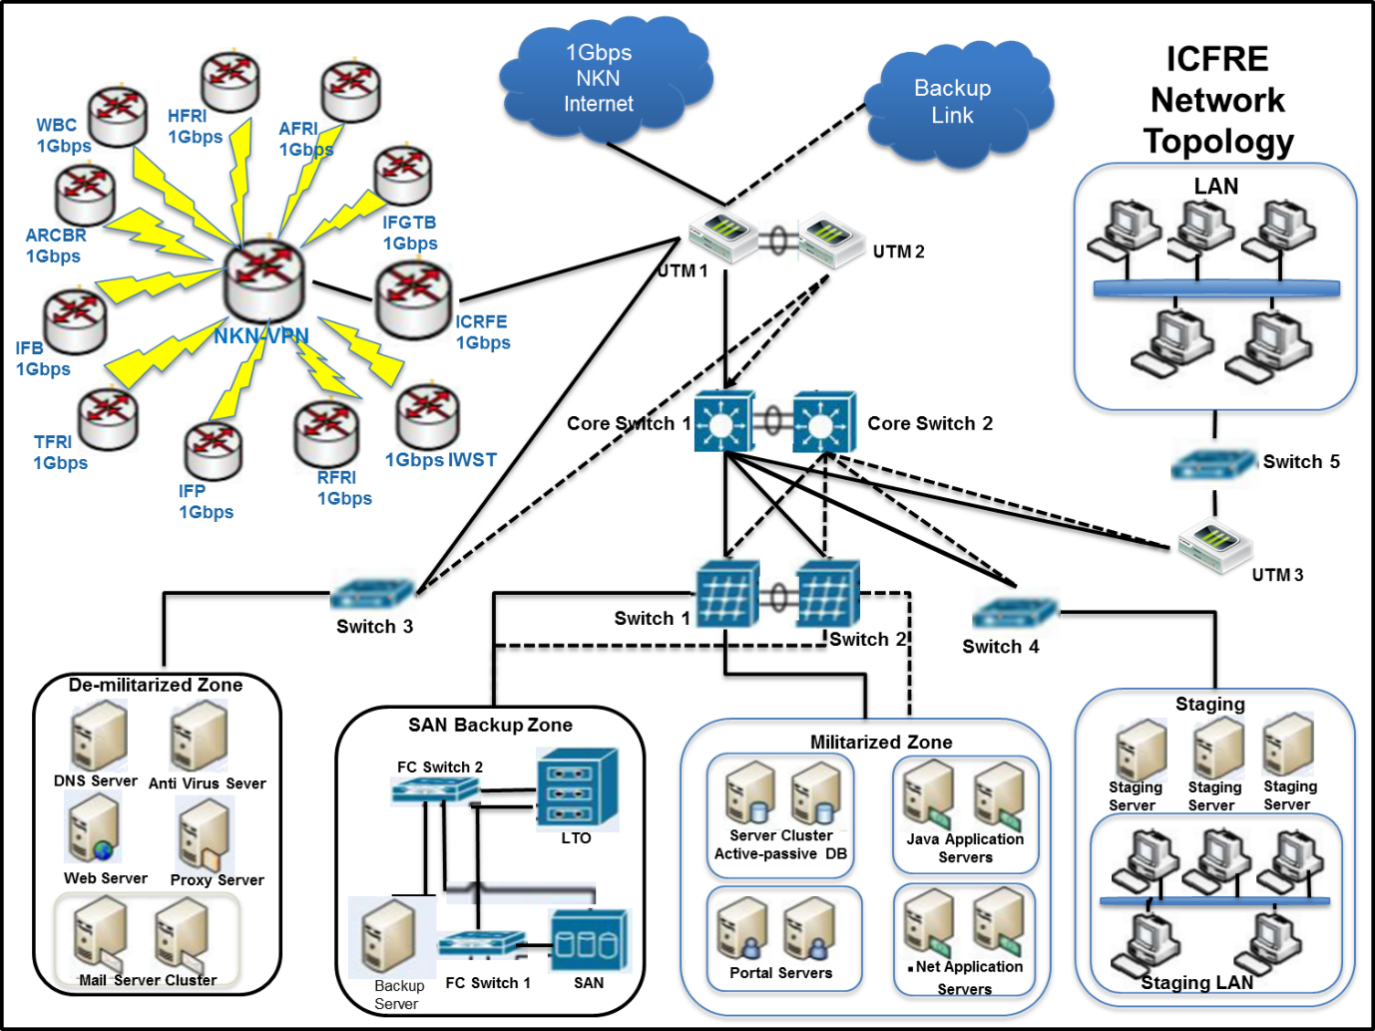 ICFRE
Network
Topology
1Gbps
NKN
Internet
Backup
Link
WBC
1Gbps
HFRI
1Gbps
AFRI
1Gbps
ARCBR
1Gbps
IFGTB
1Gbps
IFB
1Gbps
NKN-VPN
ICRFE
1Gbps
TFRI
1Gbps
IFP
1Gbps
RFRI
1Gbps
1Gbps IWST
UTM 1
UTM 2
LAN
Core Switch 1
Core Switch 2
Switch 5
UTM 3
Switch 3
Switch 1
Switch 2
Switch 4
De-militarized Zone
DNS Server
Anti Virus Sever
Web Server
Proxy Server
Mail Server Cluster
SAN Backup Zone
FC Switch 2
LTO
Backup
Server
FC Switch 1
SAN
Militarized Zone
Server Cluster
Active-passive DB
Java Application
Servers
Portal Servers
.Net Application
Servers
Staging
Staging
Server
Staging
Server
Staging
Server
Staging LAN